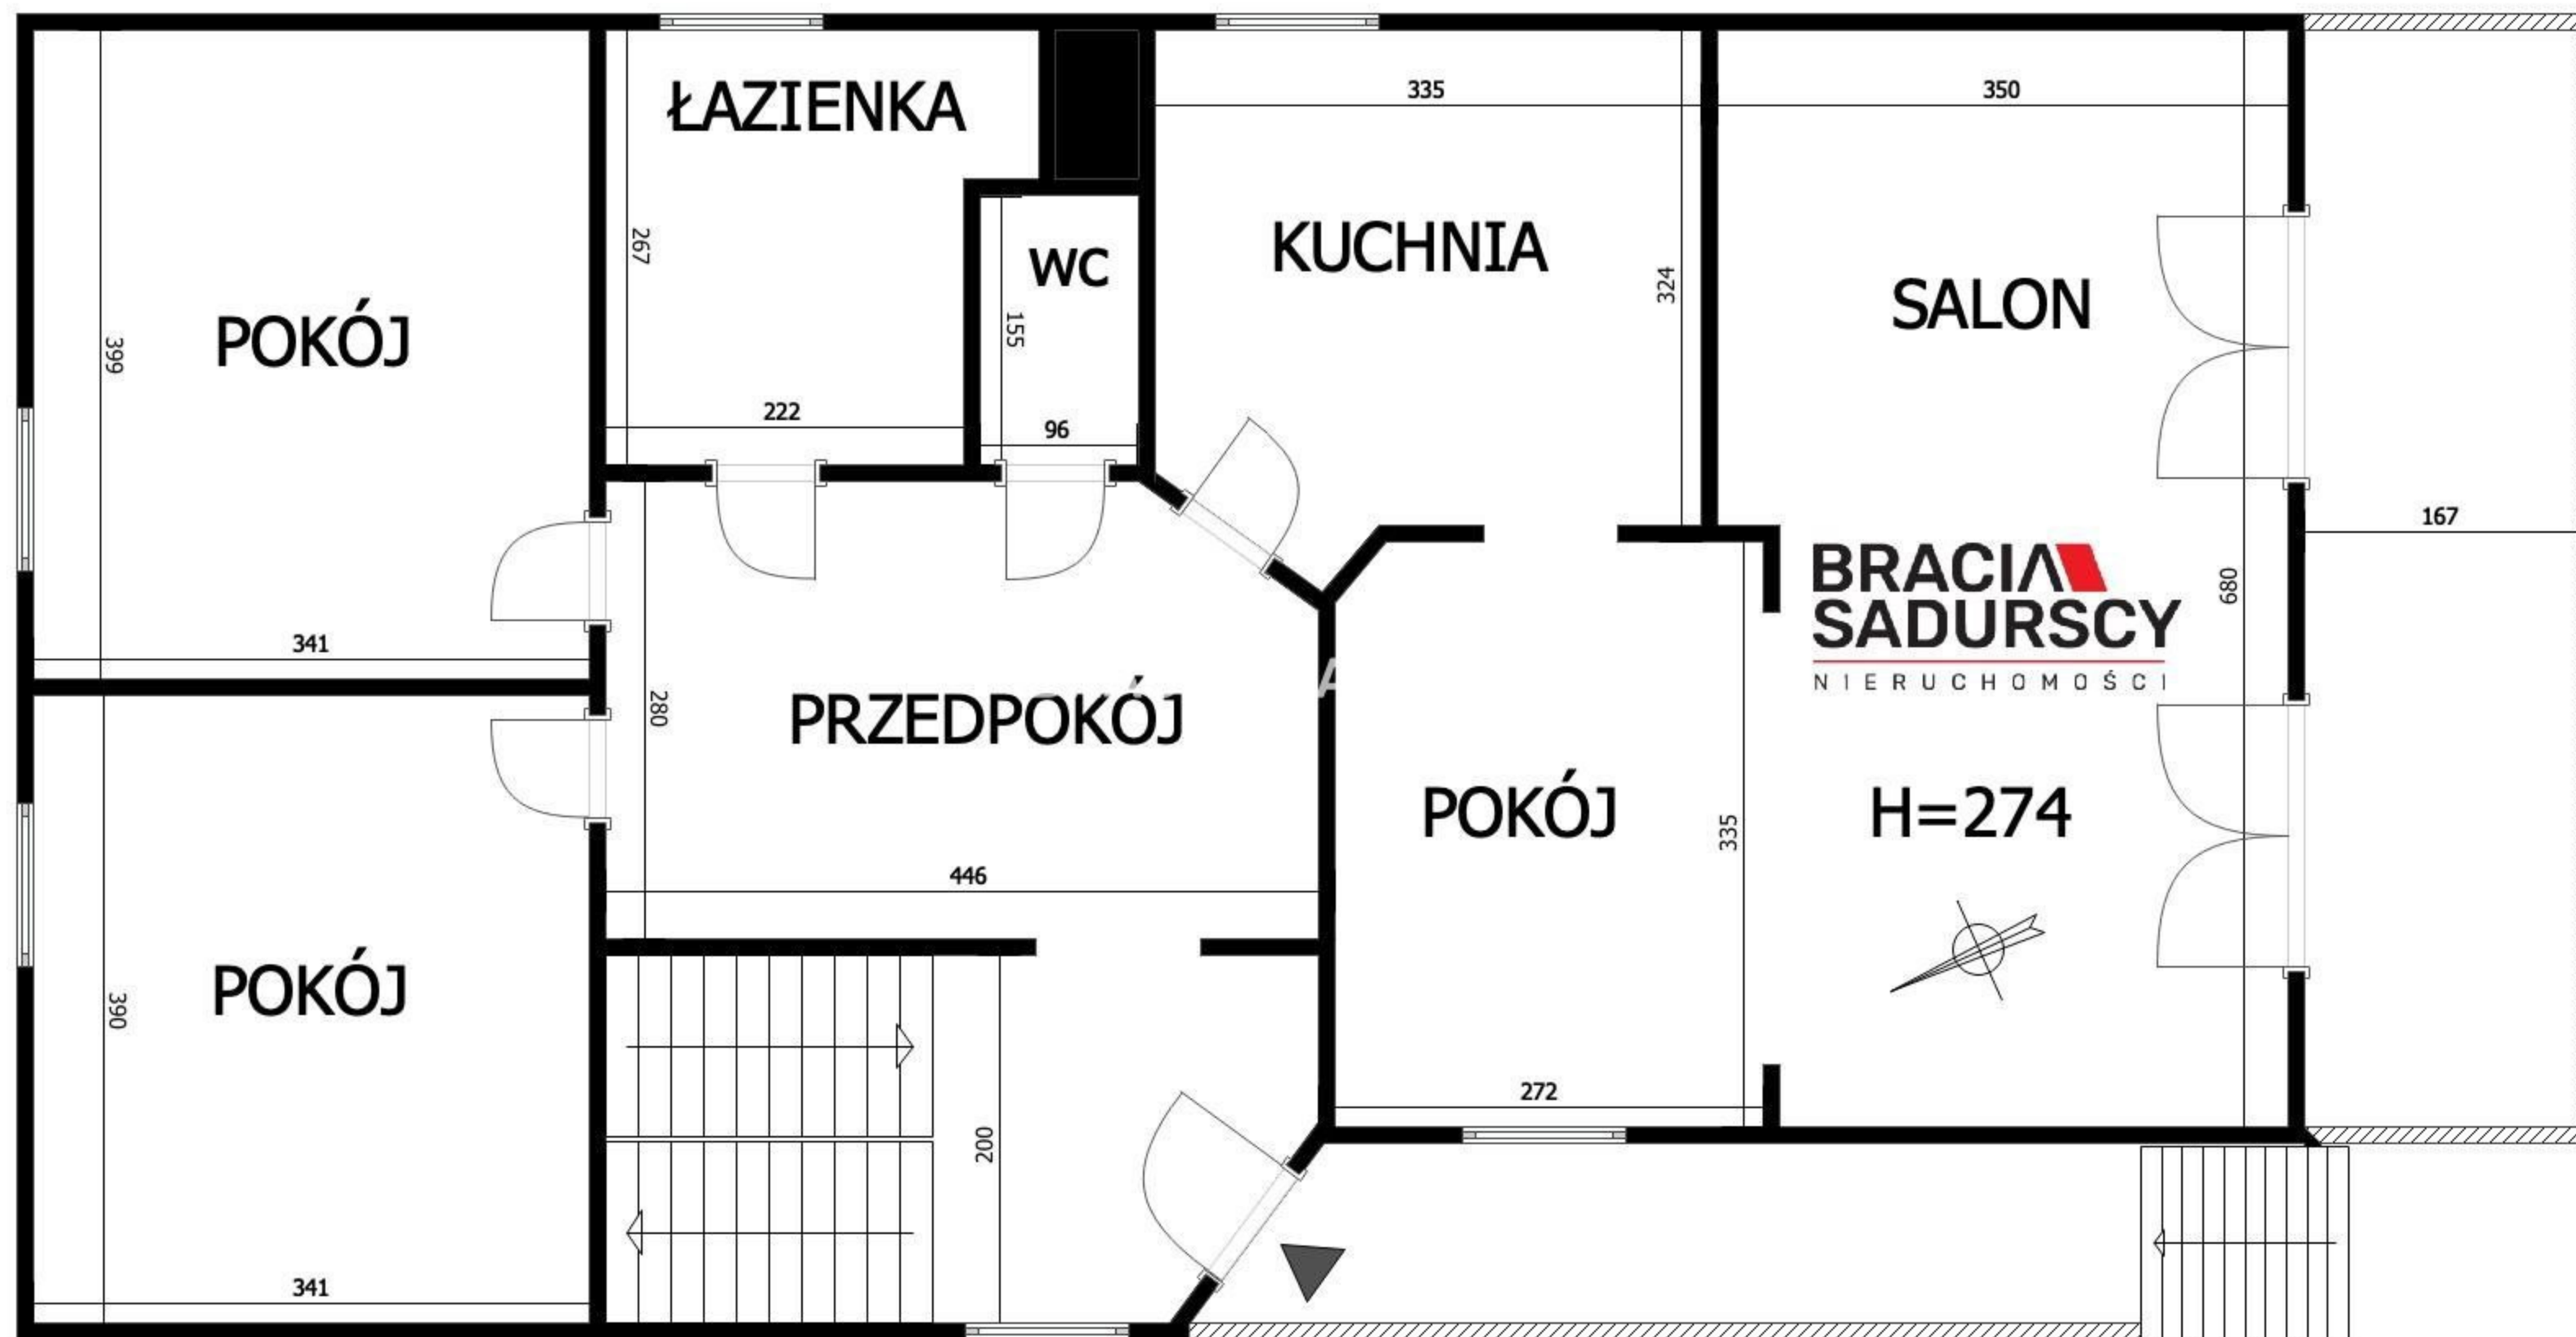 335
350
ŁAZIENKA
KUCHNIA
267
WC
324
SALON
155
POKÓJ
399
222
96
167
BRACIA
SADURSCY
NIERUCHOMOŚCI
680
341
280
PRZEDPOKÓJ
POKÓJ
335
H=274
446
POKÓJ
390
272
200
341